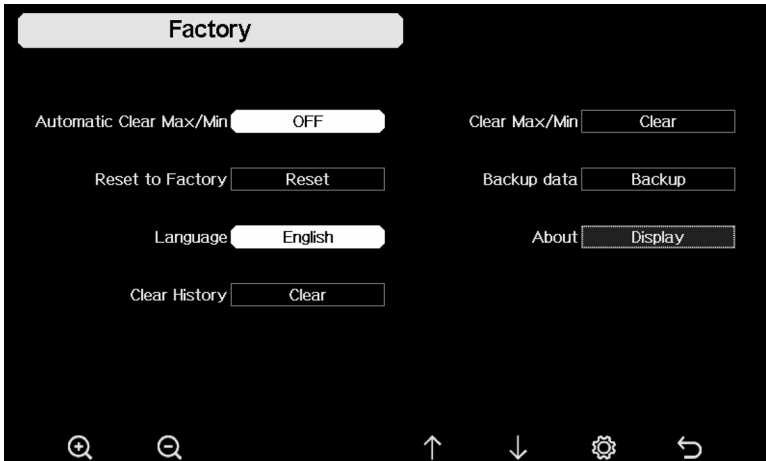 Factory
Automatic Clear Max/Min OFF Clear Max/Min Clear
Reset to Factory Reset Backup data Backup
Language English About Display
Clear History Clear